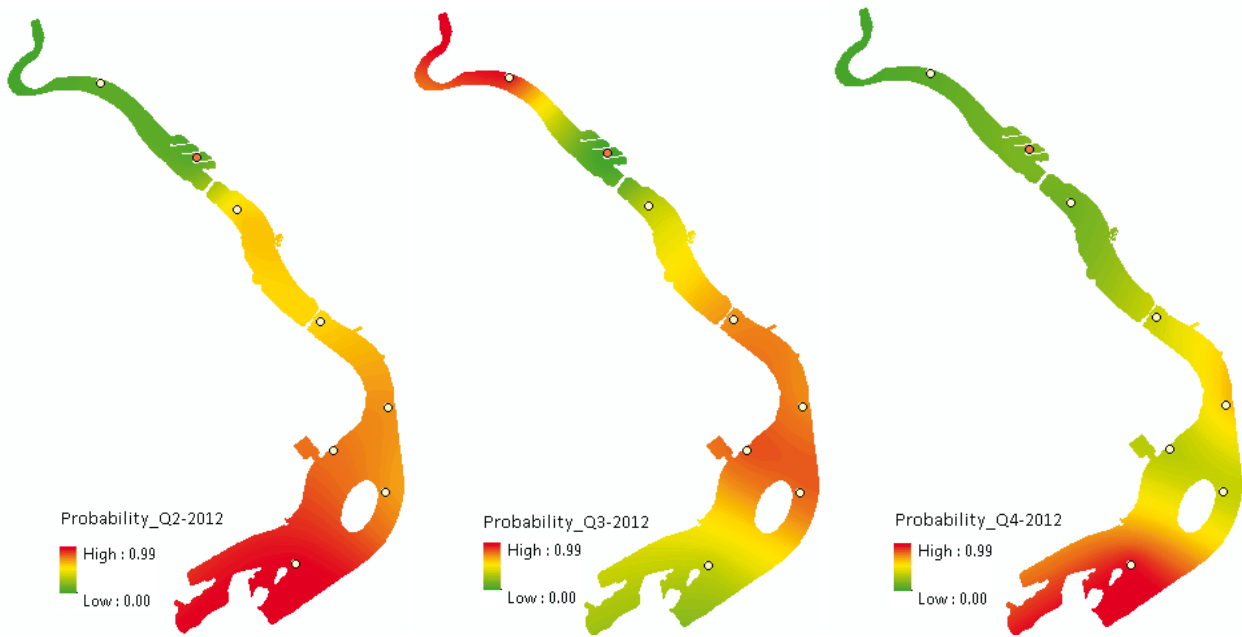 Probability_Q2-2012
High : 0.99
Low : 0.00
Probability_Q3-2012
High : 0.99
Low : 0.00
Probability_Q4-2012
High : 0.99
Low : 0.00